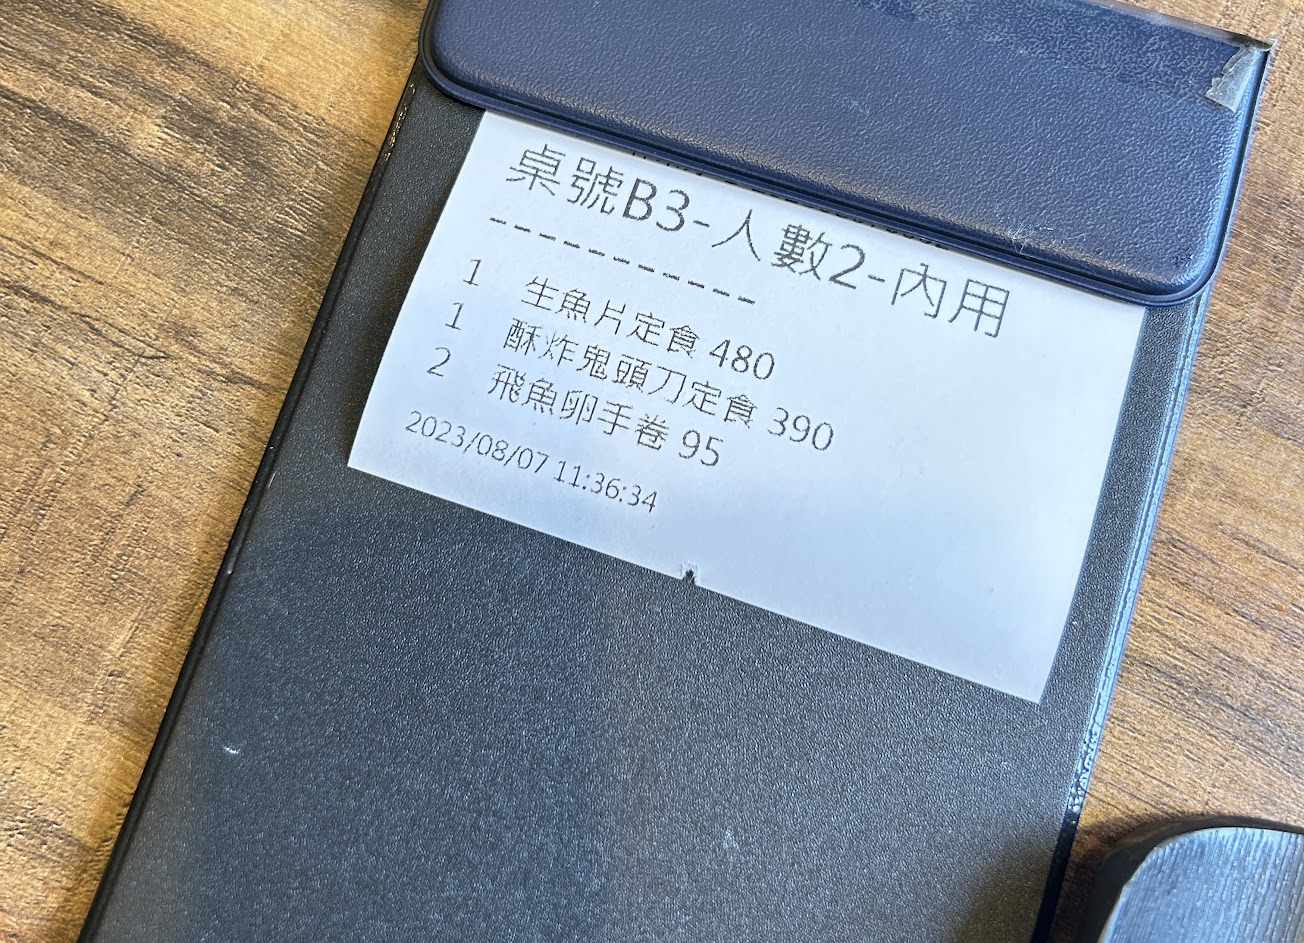 桌號B3-人數2-內用
-----------
1 生魚片定食 480
1 酥炸鬼頭刀定食 390
2 飛魚卵手卷 95
2023/08/07 11:36:34